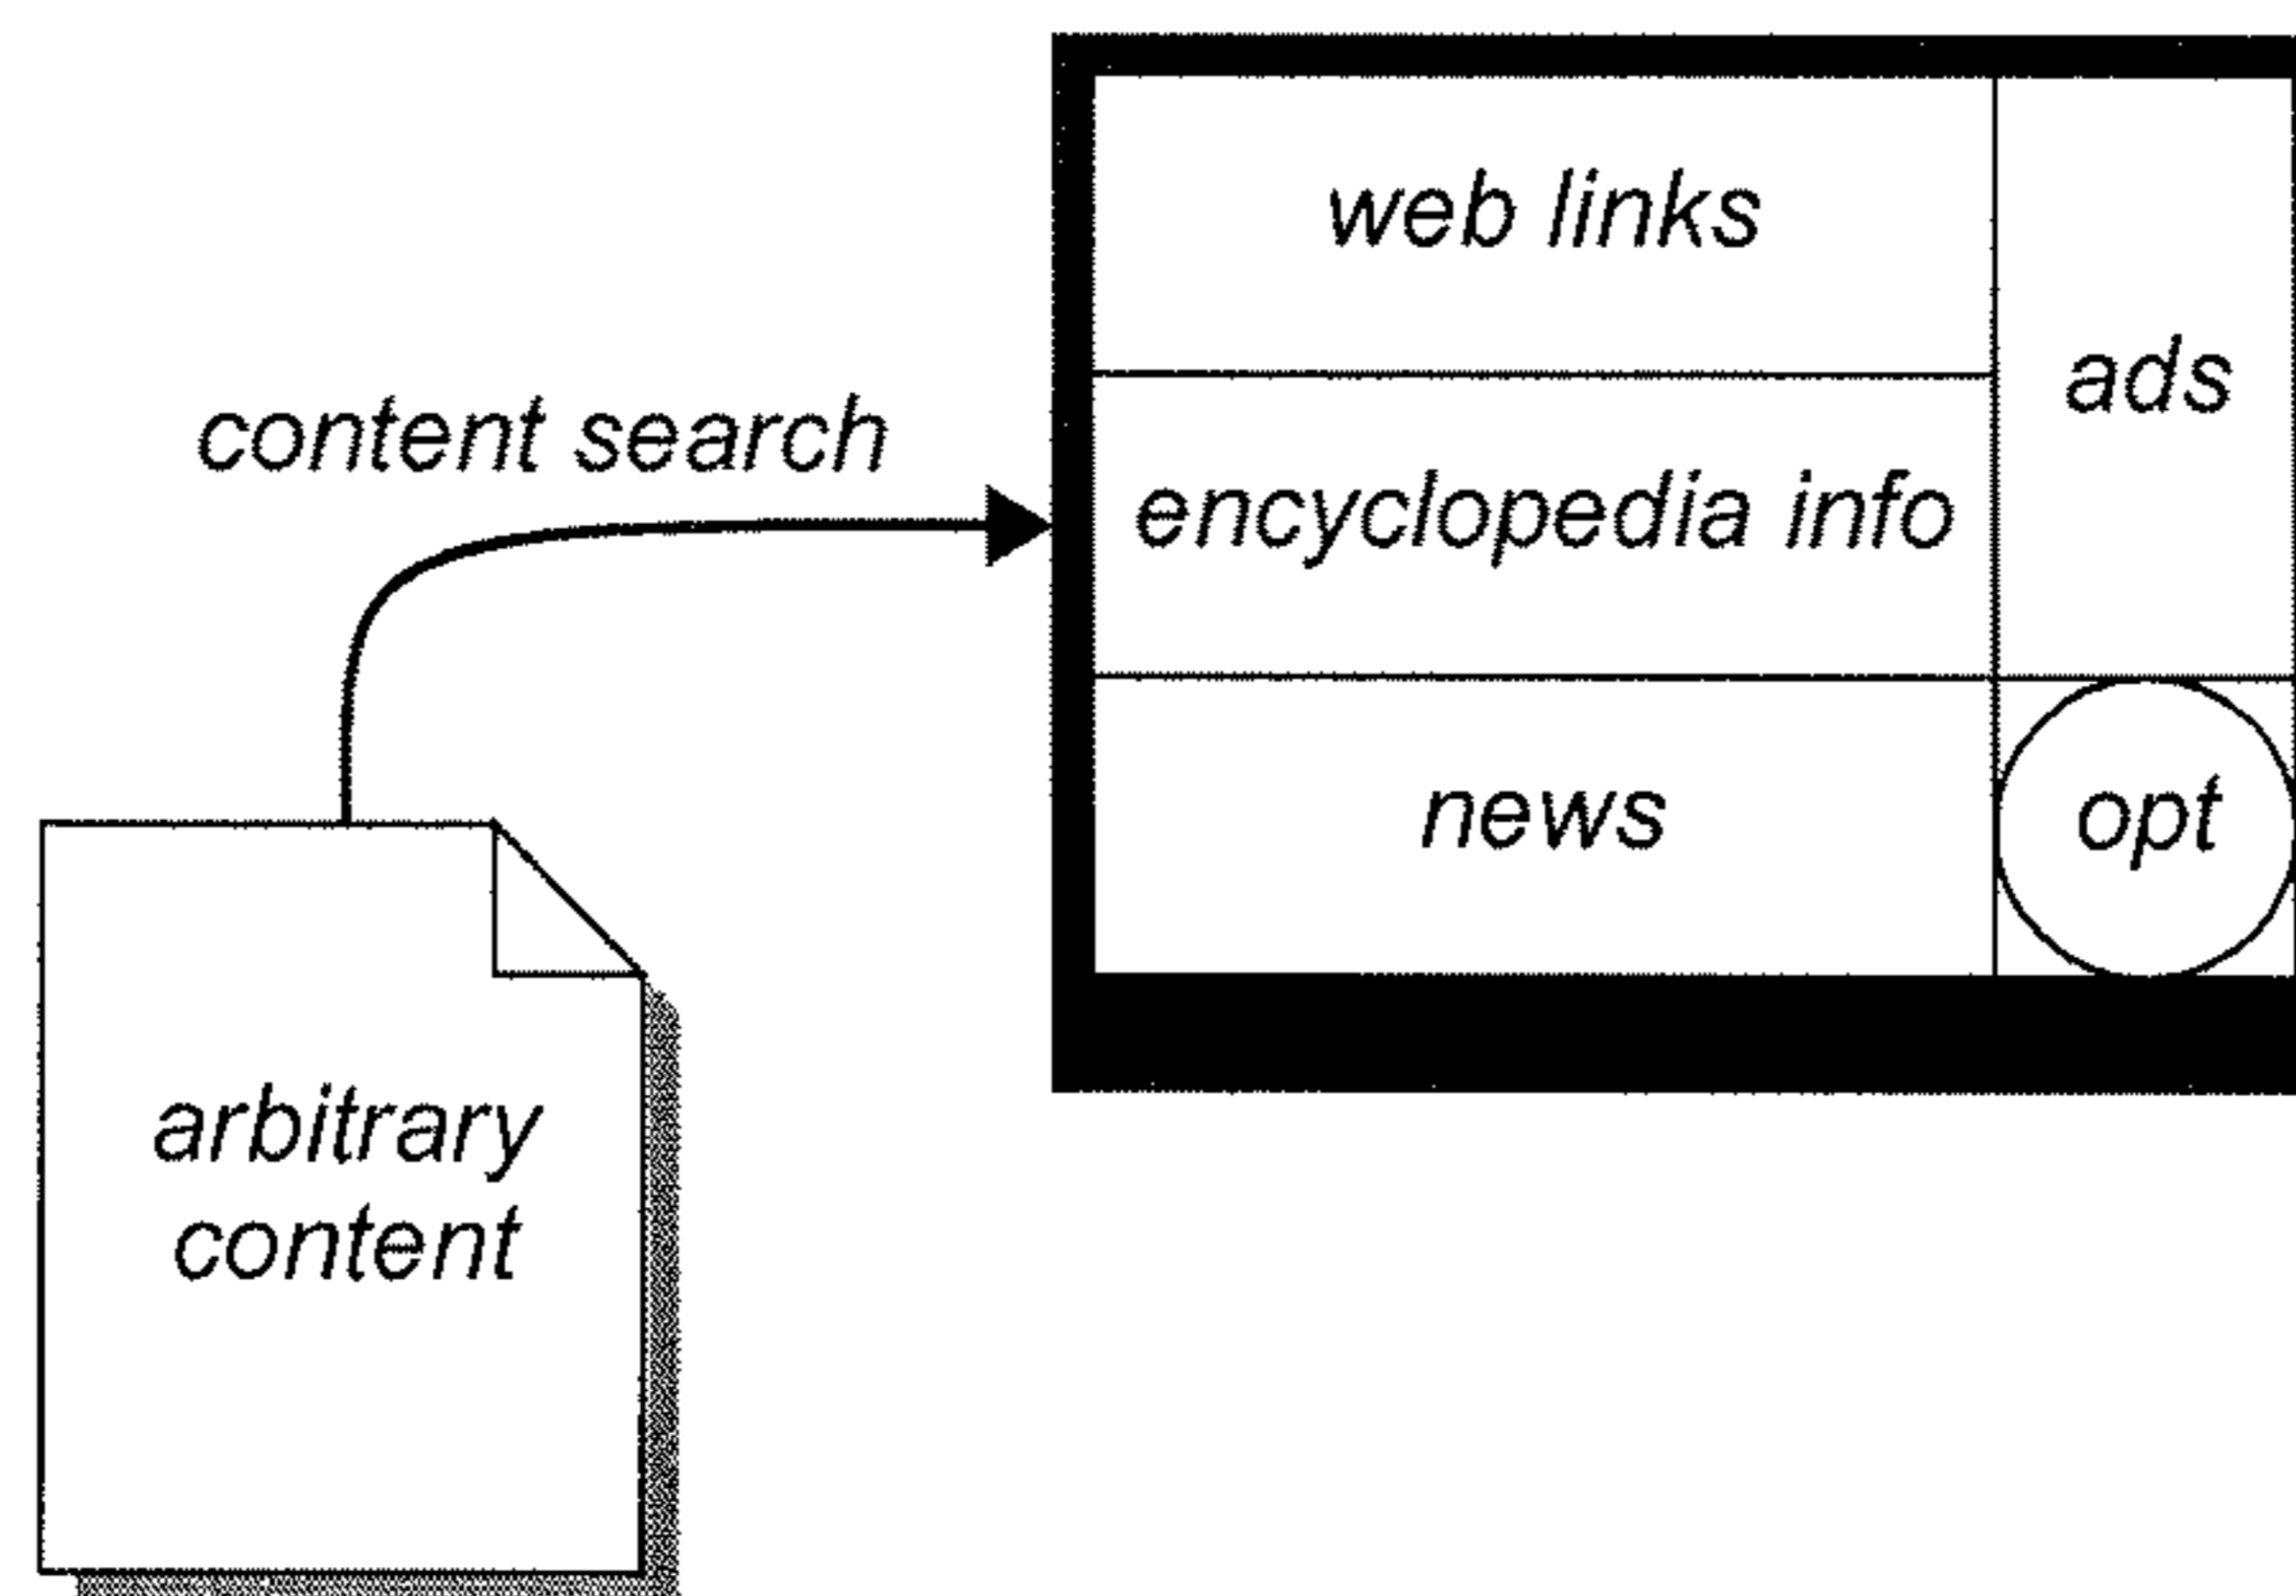 web links
ads
content search
encyclopedia info
news
opt
arbitrary
content